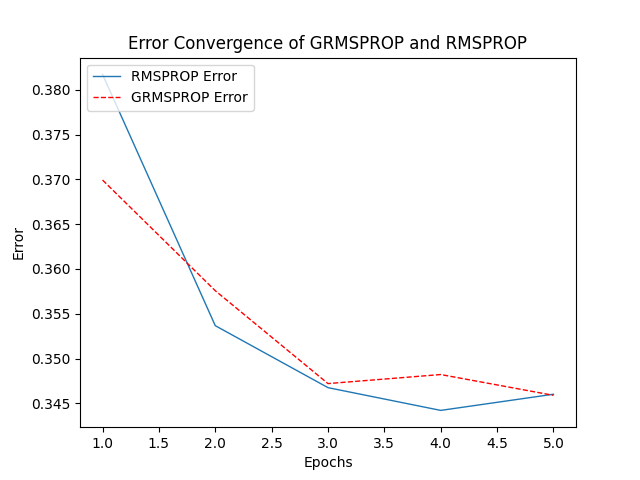 Error Convergence of GRMSPROP and RMSPROP
RMSPROP Error
GRMSPROP Error
0.380
0.375
0.370
0.365
0.360
0.355
0.350
0.345
Error
1.0 1.5 2.0 2.5 3.0 3.5 4.0 4.5 5.0
Epochs